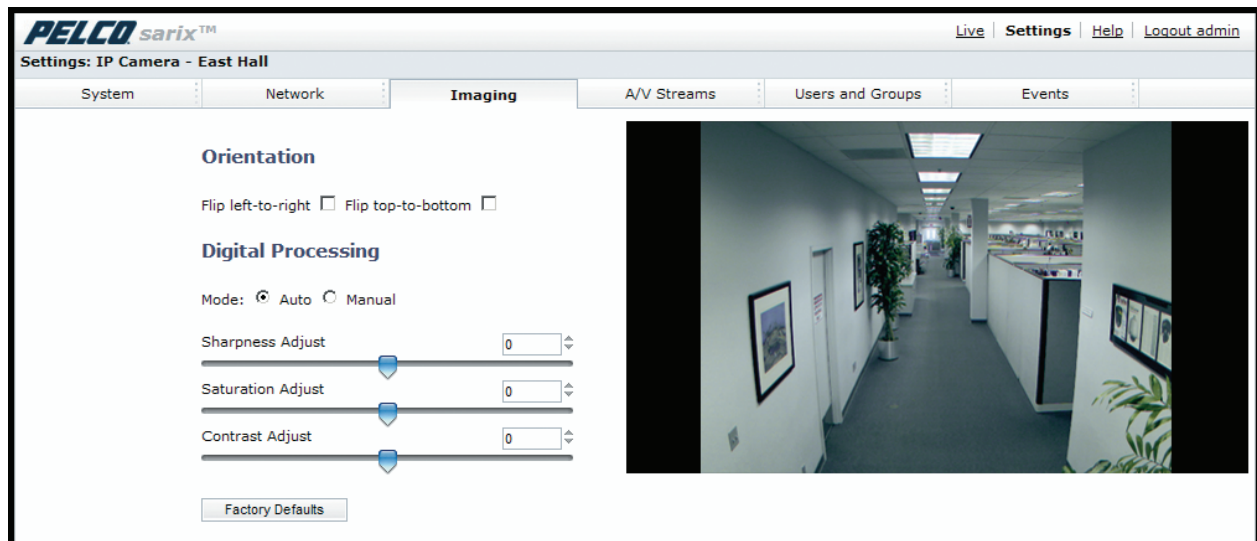 PELCO sarix™
Live | Settings | Help | Logout admin
Settings: IP Camera - East Hall
System Network Imaging A/V Streams Users and Groups Events
Orientation
Flip left-to-right Flip top-to-bottom
Digital Processing
Mode: Auto Manual
Sharpness Adjust 0
Saturation Adjust 0
Contrast Adjust 0
Factory Defaults